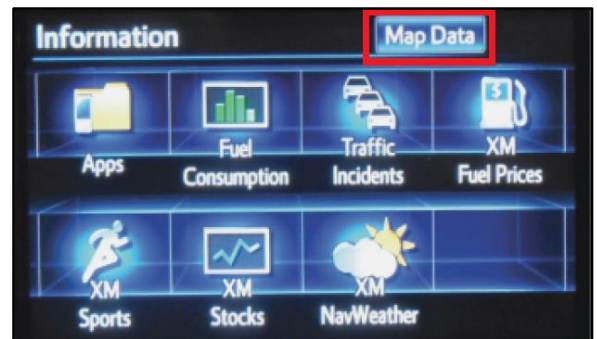 Information
Map Data
Apps
Fuel
Consumption
Traffic
Incidents
$
XM
Fuel Prices
XM
Sports
XM
Stocks
XM
NavWeather